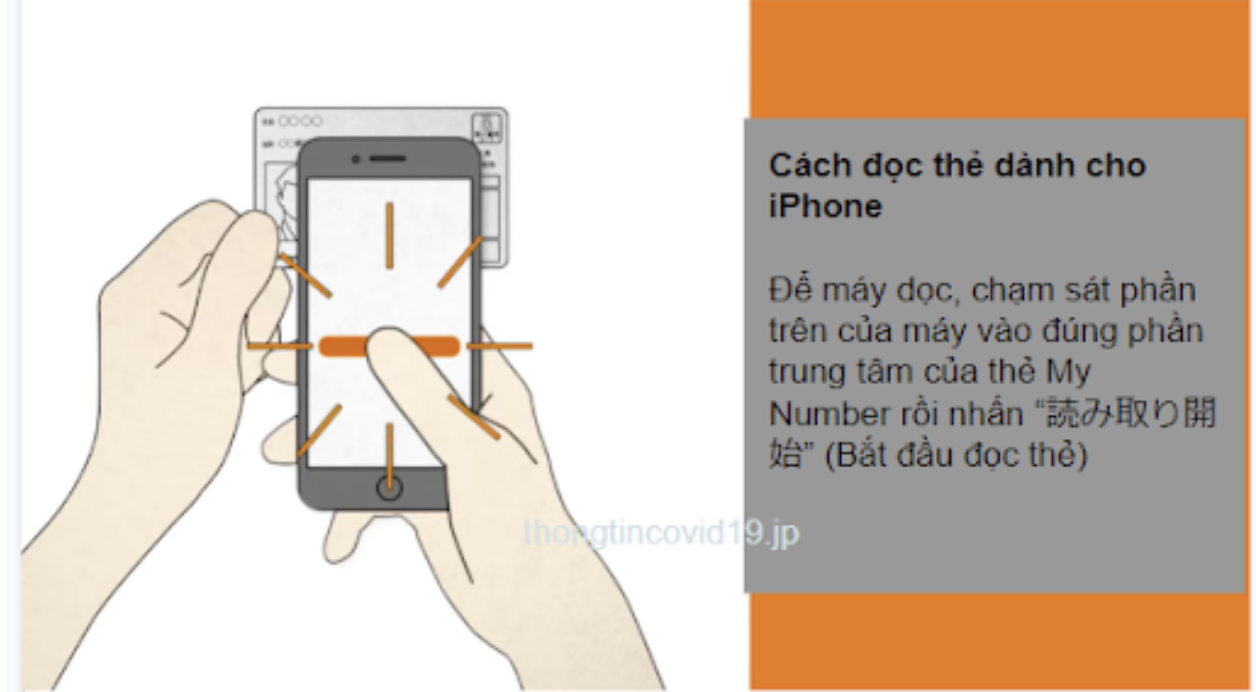 Cách đọc thẻ dành cho
iPhone
Để máy dọc, chạm sát phần
trên của máy vào đúng phần
trung tâm của thẻ My
Number rồi nhấn “読み取り開
始” (Bắt đầu đọc thẻ)
thongtincovid19.jp